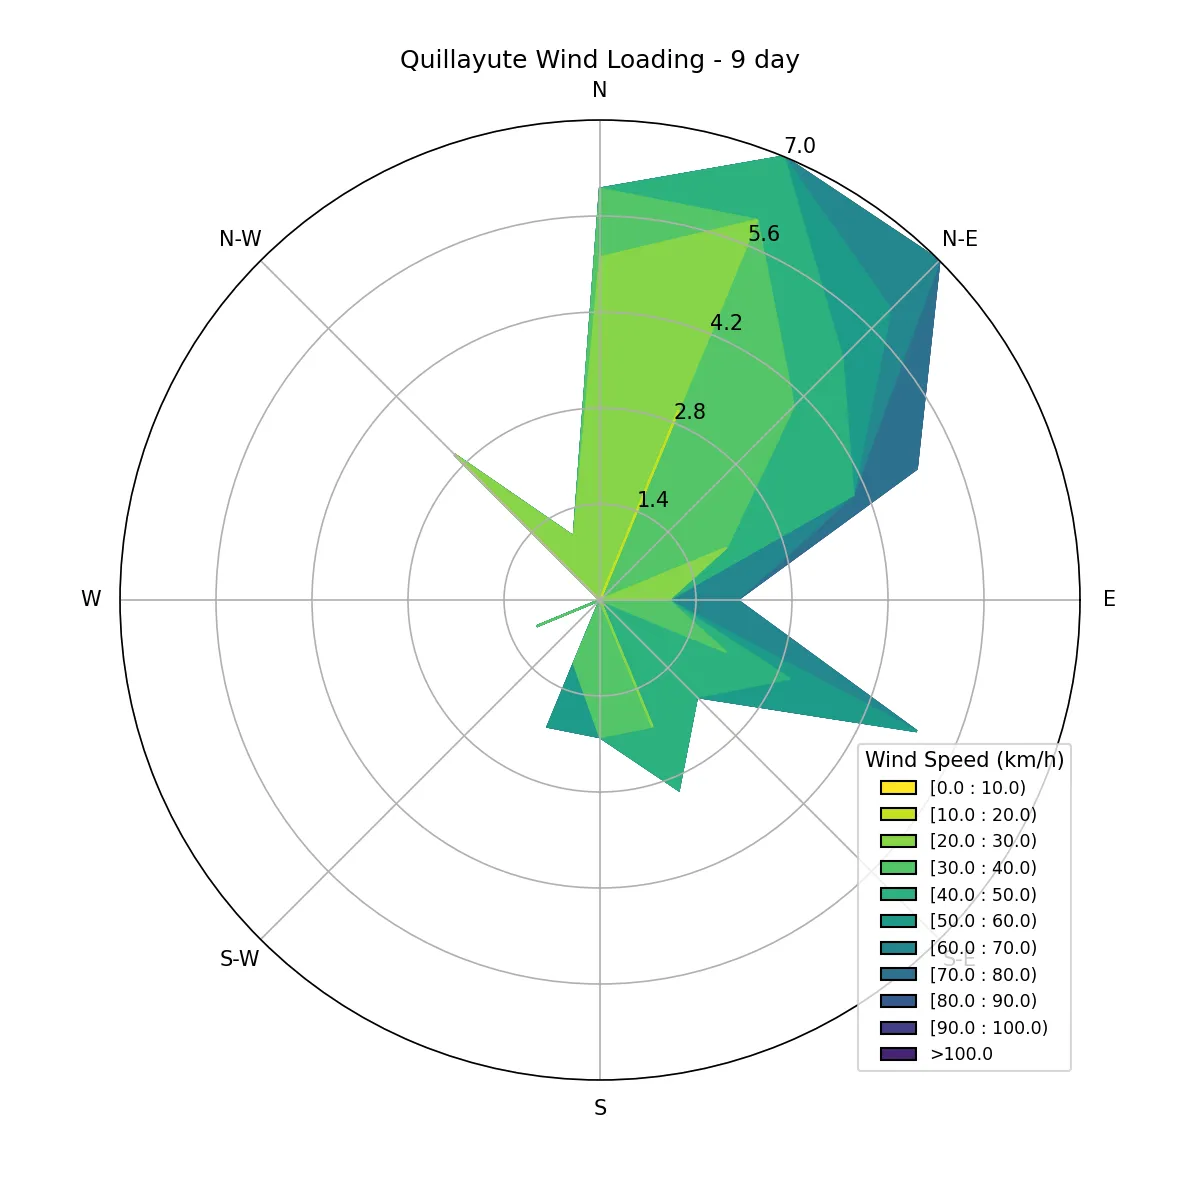 Quillayute Wind Loading - 9 day
N
7.0
N-W
5.6
N-E
4.2
2.8
1.4
W
E
Wind Speed (km/h)
[0.0 : 10.0)
[10.0 : 20.0)
[20.0 : 30.0)
[30.0 : 40.0)
[40.0 : 50.0)
[50.0 : 60.0)
[60.0 : 70.0)
[70.0 : 80.0)
[80.0 : 90.0)
[90.0 : 100.0)
>100.0
S-W
S-E
S